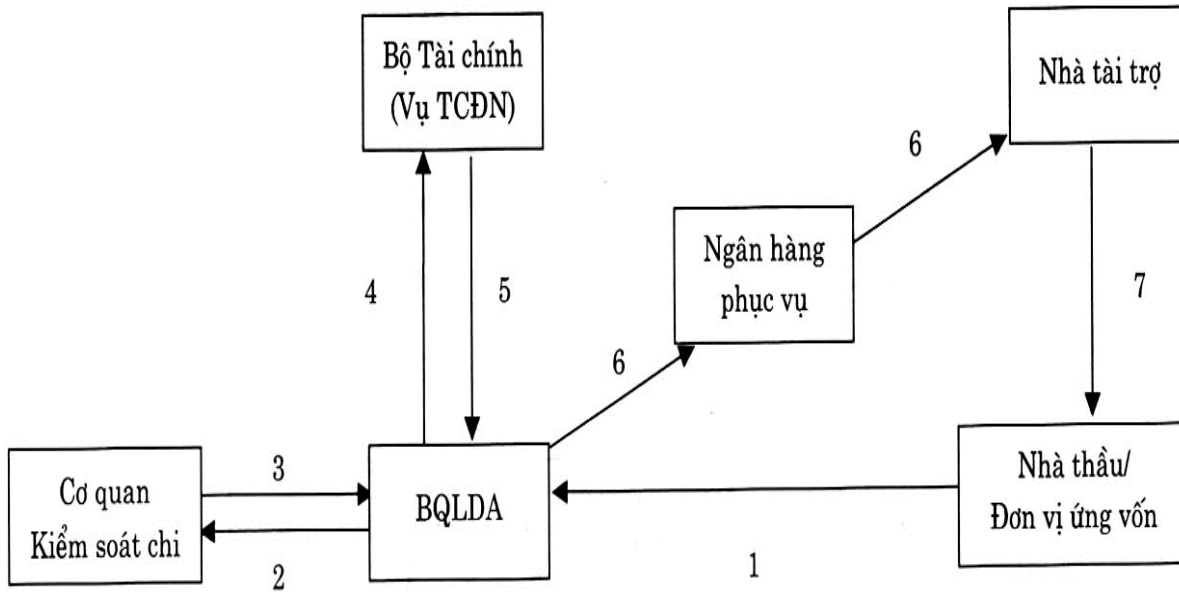 Bộ Tài chính
(Vụ TCĐN)
Nhà tài trợ
6
Ngân hàng
phục vụ
4
5
7
6
Cơ quan
Kiểm soát chi
3
2
BQLDA
1
Nhà thầu/
Đơn vị ứng vốn